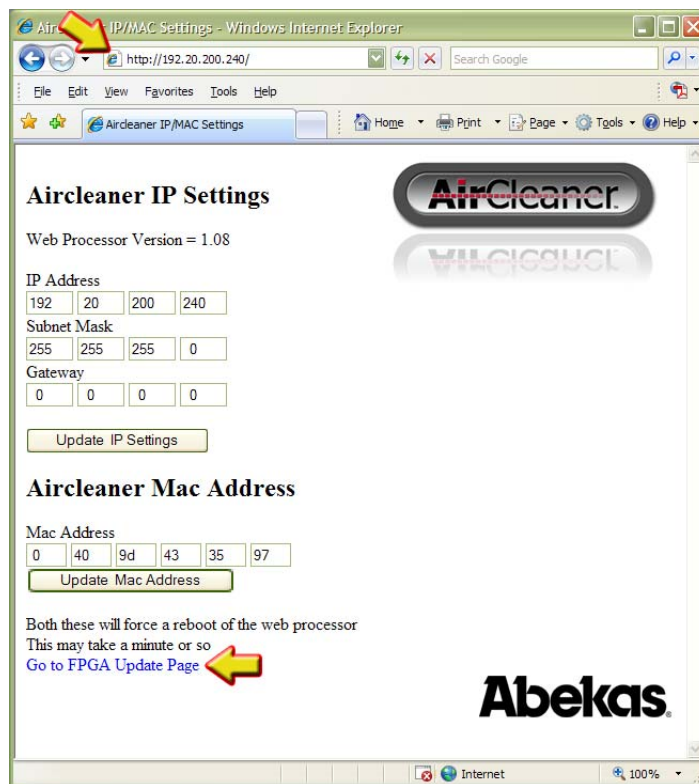 Aircleaner IP/MAC Settings - Windows Internet Explorer
http://192.20.200.240/
Search Google
File Edit View Favorites Tools Help
Aircleaner IP/MAC Settings
Home Print Page Tools Help
Aircleaner IP Settings
AirCleaner
Web Processor Version = 1.08
IP Address
192 20 200 240
Subnet Mask
255 255 255 0
Gateway
0 0 0 0
Update IP Settings
Aircleaner Mac Address
Mac Address
0 40 9d 43 35 97
Update Mac Address
Both these will force a reboot of the web processor
This may take a minute or so
Go to FPGA Update Page
Abekas
Internet 100%